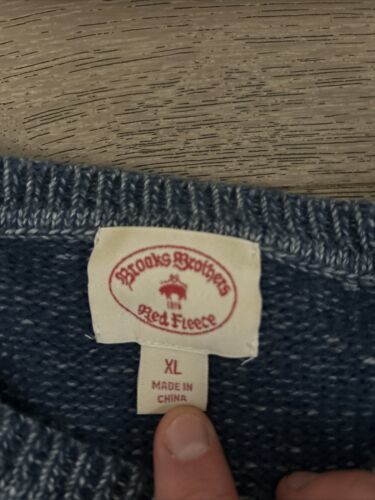 Brooks Brothers
1818
Red Fleece
XL
MADE IN
CHINA